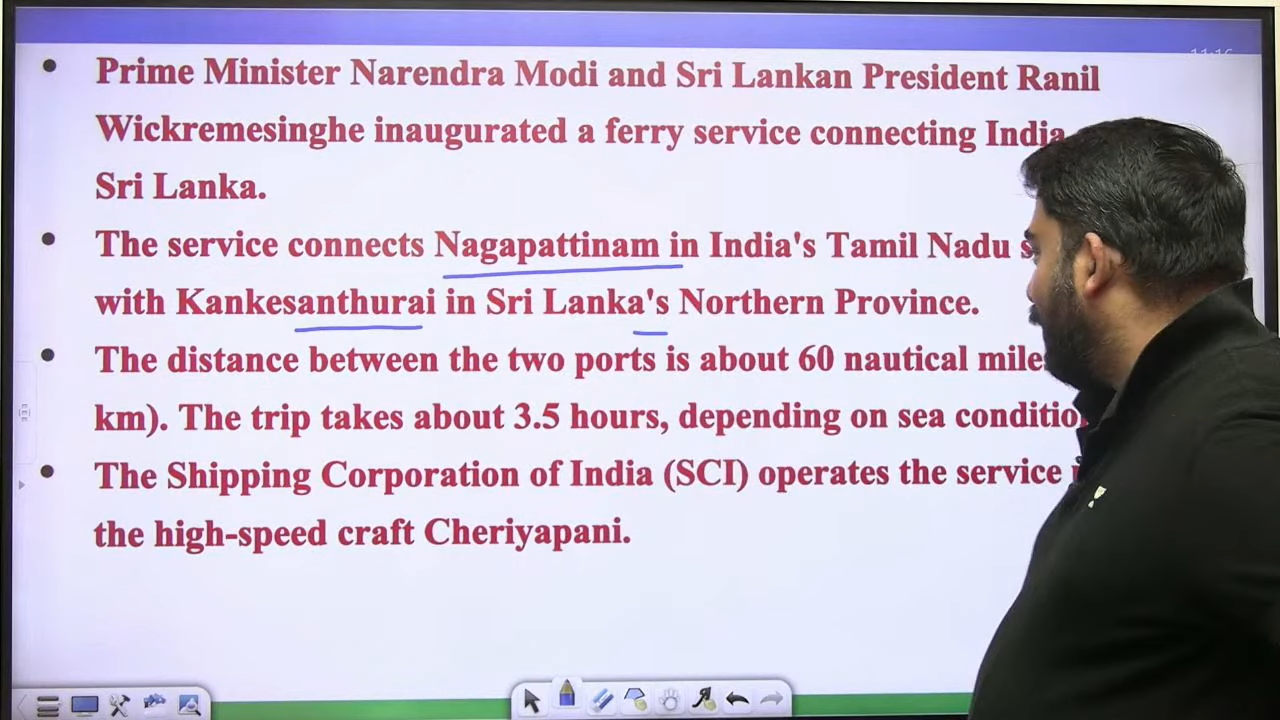 11:16
• Prime Minister Narendra Modi and Sri Lankan President Ranil
Wickremesinghe inaugurated a ferry service connecting India
Sri Lanka.
• The service connects Nagapattinam in India's Tamil Nadu
with Kankesanthurai in Sri Lanka's Northern Province.
• The distance between the two ports is about 60 nautical
km). The trip takes about 3.5 hours, depending on sea
• The Shipping Corporation of India (SCI) operates the service
the high-speed craft Cheriyapani.